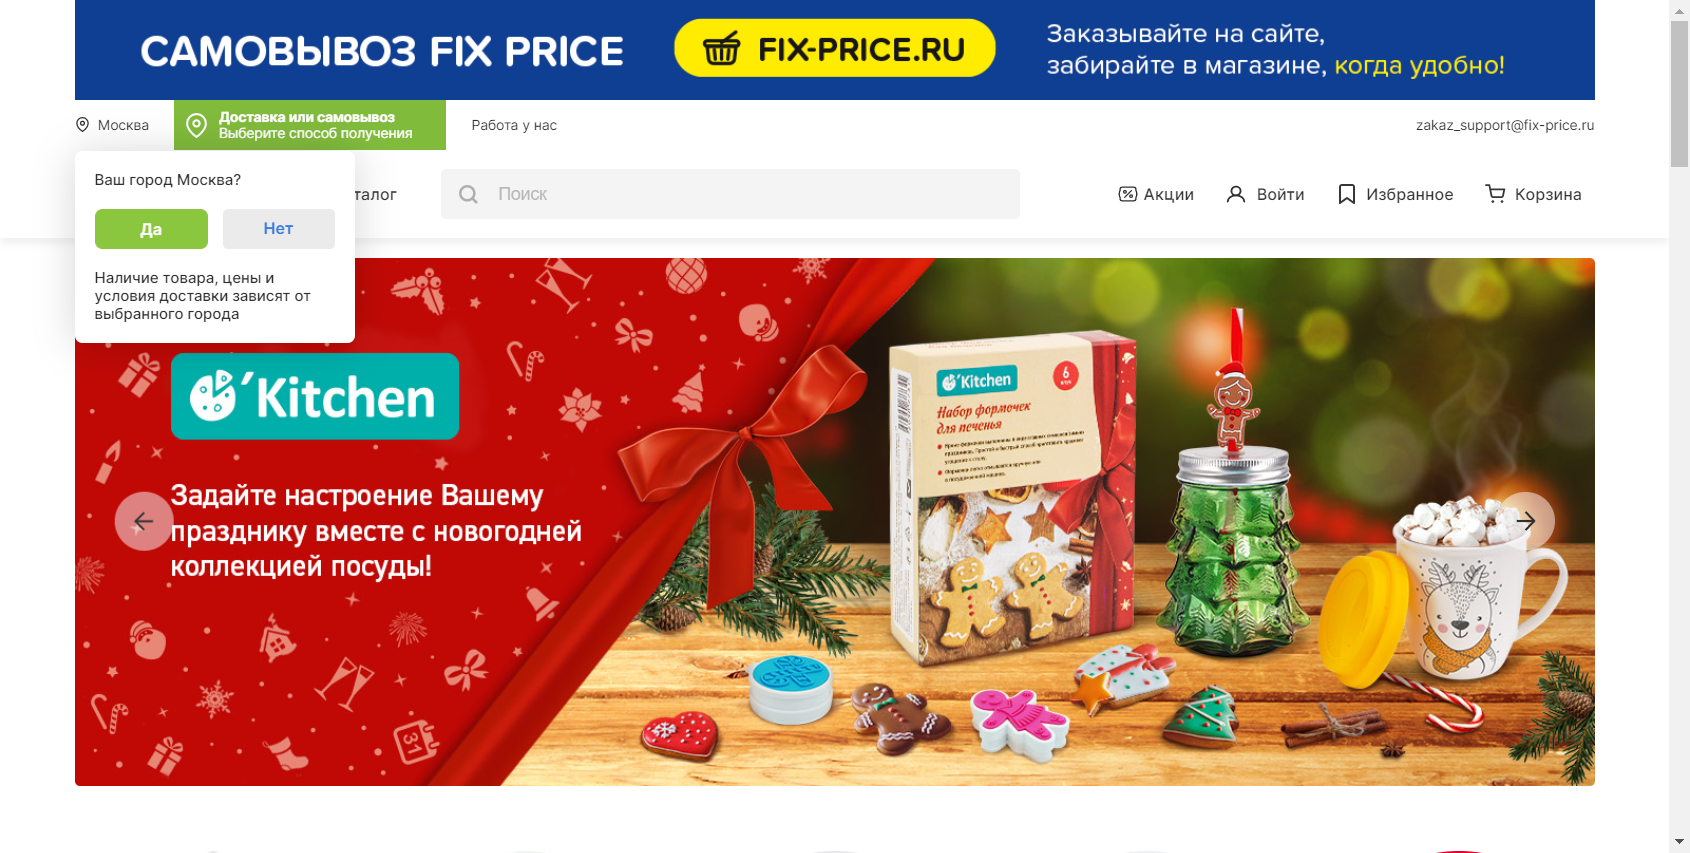 САМОВЫВОЗ FIX PRICE
FIX-PRICE.RU
Заказывайте на сайте,
забирайте в магазине, когда удобно!
Москва
Доставка или самовывоз
Выберите способ получения
Работа у нас
zakaz_support@fix-price.ru
Ваш город Москва?
Да
Нет
Наличие товара, цены и
условия доставки зависят от
выбранного города
талог
Поиск
Акции
Войти
Избранное
Корзина
Kitchen
Задайте настроение Вашему
празднику вместе с новогодней
коллекцией посуды!
Kitchen
6
Набор формочек
для печенья
31